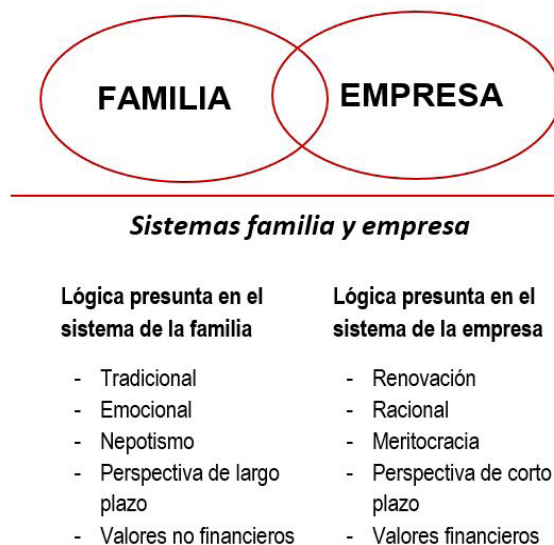 FAMILIA
EMPRESA
Sistemas familia y empresa
Lógica presunta en el
sistema de la familia
- Tradicional
- Emocional
- Nepotismo
- Perspectiva de largo
plazo
- Valores no financieros
Lógica presunta en el
sistema de la empresa
- Renovación
- Racional
- Meritocracia
- Perspectiva de corto
plazo
- Valores financieros